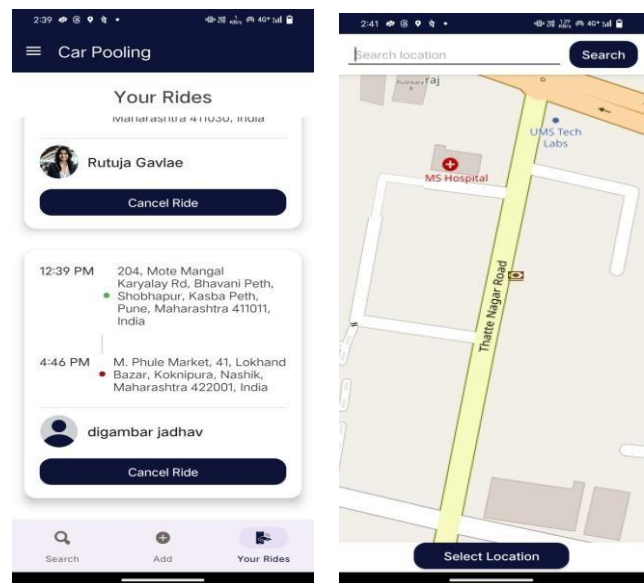 2:39
40+
Car Pooling
Your Rides
Maharashtra 411030, India
Rutuja Gavlae
Cancel Ride
12:39 PM
204, Mote Mangal
Karyalay Rd, Bhavani Peth,
Shobhapur, Kasba Peth,
Pune, Maharashtra 411011,
India
4:46 PM
M. Phule Market, 41, Lokhand
Bazar, Koknipura, Nashik,
Maharashtra 422001, India
digambar jadhav
Cancel Ride
Search
Add
Your Rides
2:41
40+
Search location
Search
raj
UMS Tech
Labs
MS Hospital
Thatte Nagar Road
Select Location